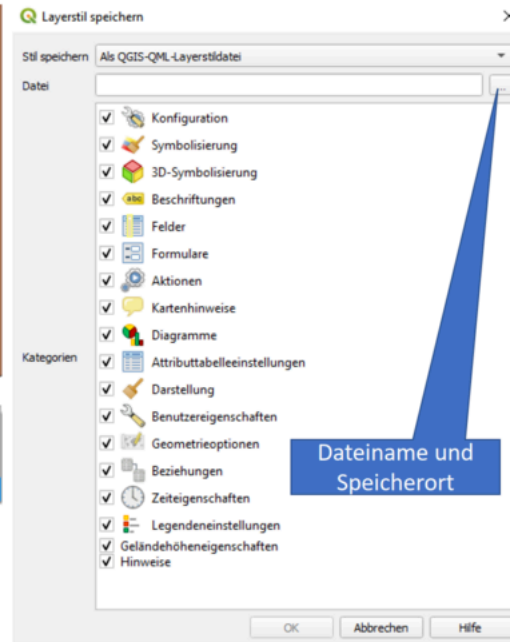 Layerstil speichern
Stil speichern Als QGIS-QML-Layerstildatei
Datei
...
Konfiguration
Symbolisierung
3D-Symbolisierung
abc Beschriftungen
Felder
Formulare
Aktionen
Kartenhinweise
Diagramme
Kategorien
Attributtabelleeinstellungen
Darstellung
Benutzereigenschaften
Geometrieoptionen
Beziehungen
Zeiteigenschaften
Legendeneinstellungen
Geländehöheneigenschaften
Hinweise
Dateiname und
Speicherort
OK Abbrechen Hilfe